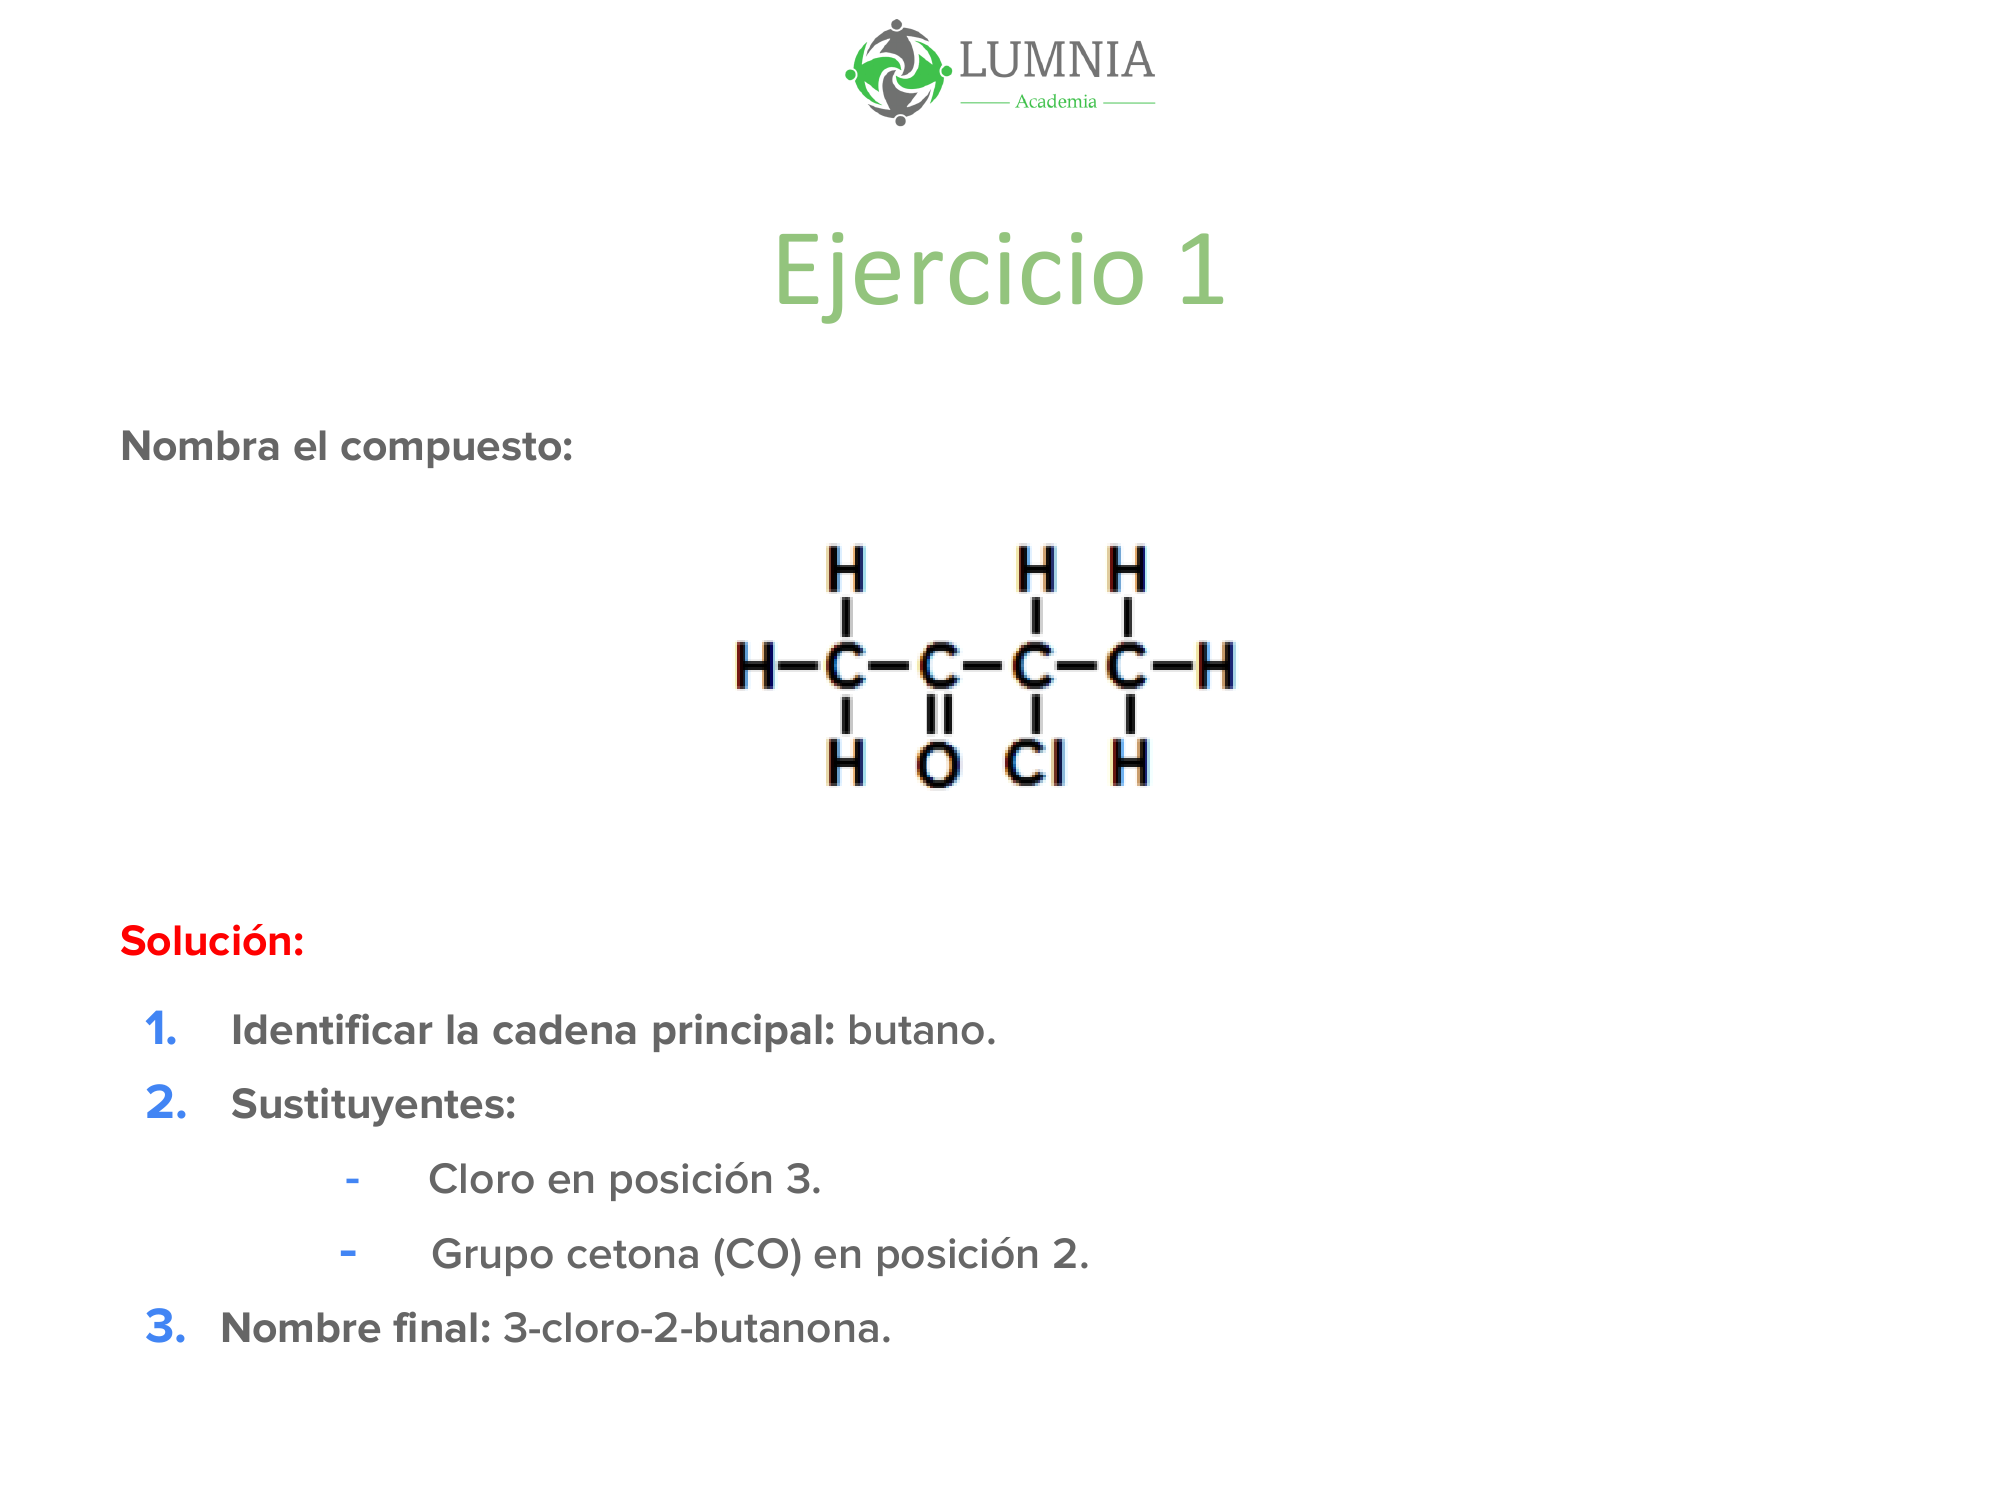 LUMNIA
Academia
Ejercicio 1
Nombra el compuesto:
H H H
H C C C C H
H O Cl H
Solución:
1. Identificar la cadena principal: butano.
2. Sustituyentes:
- Cloro en posición 3.
- Grupo cetona (CO) en posición 2.
3. Nombre final: 3-cloro-2-butanona.